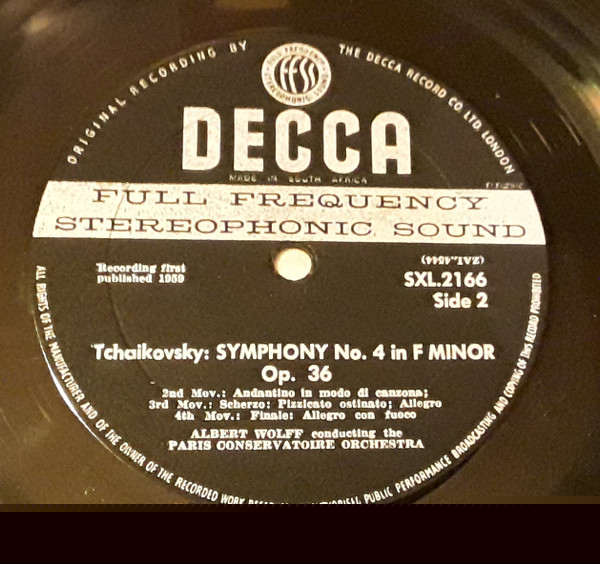 ORIGINAL RECORDING BY THE DECCA RECORD CO. LTD. LONDON
FULL FREQUENCY
STEREOPHONIC SOUND
ffss
DECCA
MADE IN SOUTH AFRICA
FULL FREQUENCY
STEREOPHONIC SOUND
(ZAL.4544)
Recording first
published 1959
SXL.2166
Side 2
Tchaikovsky: SYMPHONY No. 4 in F MINOR
Op. 36
2nd Mov.: Andantino in modo di canzona;
3rd Mov.: Scherzo: Pizzicato ostinato; Allegro
4th Mov.: Finale: Allegro con fuoco
ALBERT WOLFF conducting the
PARIS CONSERVATOIRE ORCHESTRA
ALL RIGHTS OF THE MANUFACTURER AND OF THE OWNER OF THE RECORDED WORK PUBLIC PERFORMANCE BROADCASTING AND COPYING OF THIS RECORD PROHIBITED